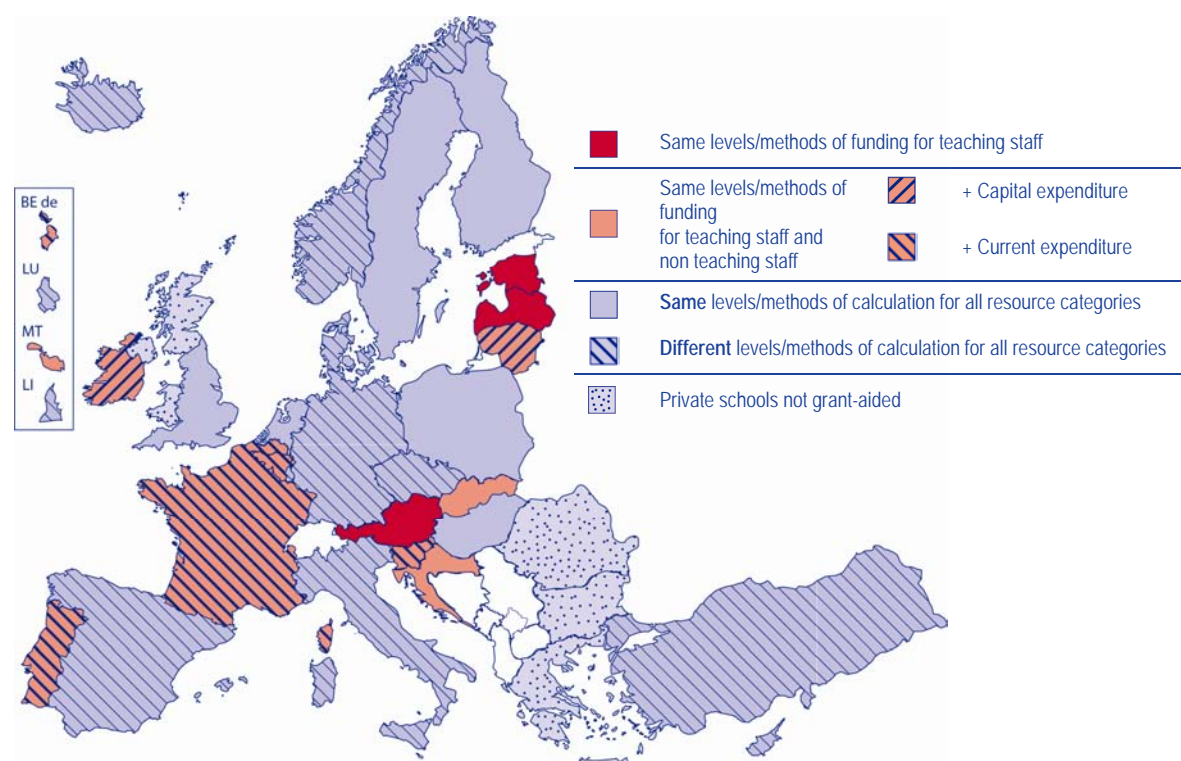 Same levels/methods of funding for teaching staff
Same levels/methods of
funding
for teaching staff and
non teaching staff
+ Capital expenditure
+ Current expenditure
Same levels/methods of calculation for all resource categories
Different levels/methods of calculation for all resource categories
Private schools not grant-aided
BE de
LU
MT
LI